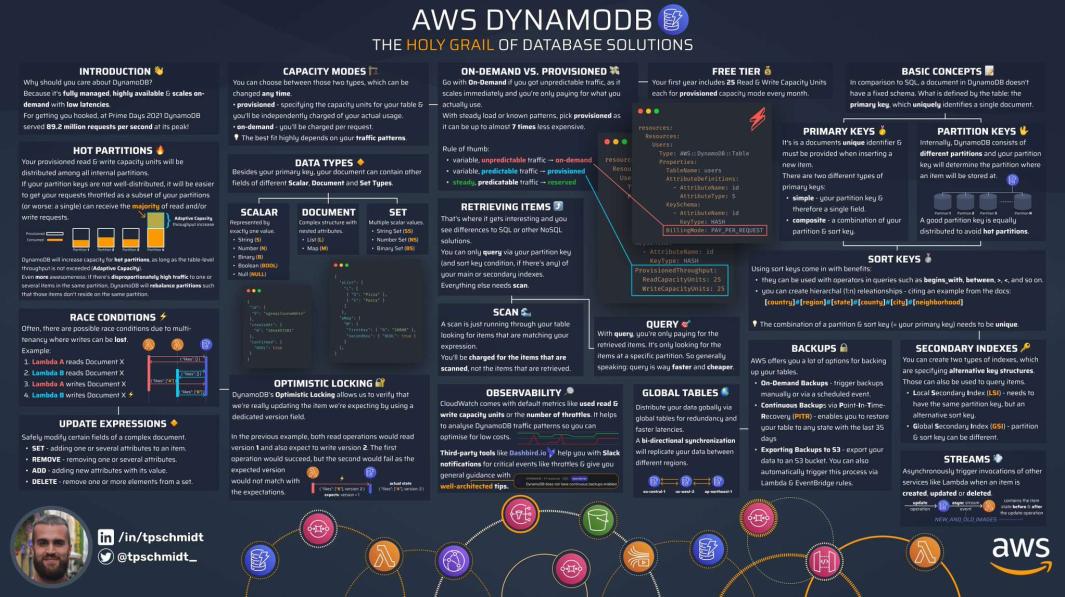 AWS DYNAMODB
THE HOLY GRAIL OF DATABASE SOLUTIONS
INTRODUCTION
Why should you care about DynamoDB?
Because it's fully managed, highly available & scales on-
demand with low latencies.
For getting you hooked, at Prime Days 2021 DynamoDB
served 89.2 million requests per second at its peak!
HOT PARTITIONS
Your provisioned read & write capacity units will be
distributed among all internal partitions.
If your partition keys are not well-distributed, it will be easier
to get your requests throttled as a subset of your partitions
(or worse: a single) can receive the majority of read and/or
write requests.
Adaptive Capacity
throughput increase
Provisioned
Consumed
DynamoDB will increase capacity for hot partitions, as long as the table-level
throughput is not exceeded (Adaptive Capacity).
Even more awesomeness: if there's disproportionately high traffic to one or
several items in the same partition, DynamoDB will rebalance partitions such
that those items don't reside on the same partition.
RACE CONDITIONS
Often, there are possible race conditions due to multi-
tenancy where writes can be lost.
Example:
1. Lambda A reads Document X
2. Lambda B reads Document X
3. Lambda A writes Document X
4. Lambda B writes Document X
UPDATE EXPRESSIONS
Safely modify certain fields of a complex document.
• SET - adding one or several attributes to an item.
• REMOVE - removing one or several attributes.
• ADD - adding new attributes with its value.
• DELETE - remove one or more elements from a set.
CAPACITY MODES
You can choose between those two types, which can be
changed any time.
• provisioned - specifying the capacity units for your table &
you'll be independently charged of your actual usage.
• on-demand - you'll be charged per request.
The best fit highly depends on your traffic patterns.
DATA TYPES
Besides your primary key, your document can contain other
fields of different Scalar, Document and Set Types.
SCALAR
Represented by
exactly one value.
• String (S)
• Number (N)
• Binary (B)
• Boolean (BOOL)
• Null (NULL)
DOCUMENT
Complex structure with
nested attributes.
• List (L)
• Map (M)
SET
Multiple scalar values.
• String Set (SS)
• Number Set (NS)
• Binary Set (BS)
OPTIMISTIC LOCKING
DynamoDB's Optimistic Locking allows us to verify that
we're really updating the item we're expecting by using a
dedicated version field.
In the previous example, both read operations would read
version 1 and also expect to write version 2. The first
operation would succeed, but the second would fail as the
expected version
would not match with
the expectations.
actual state
expects version = 1
ON-DEMAND VS. PROVISIONED
Go with On-Demand if you got unpredictable traffic, as it
scales immediately and you're only paying for what you
actually use.
With steady load or known patterns, pick provisioned as
it can be up to almost 7 times less expensive.
Rule of thumb:
• variable, unpredictable traffic → on-demand
• variable, predictable traffic → provisioned
• steady, predicatable traffic → reserved
RETRIEVING ITEMS
That's where it gets interesting and you
see differences to SQL or other NoSQL
solutions.
You can only query via your partition key
(and sort key condition, if there's any) of
your main or secondary indexes.
Everything else needs scan.
SCAN
A scan is just running through your table
looking for items that are matching your
expression.
You'll be charged for the items that are
scanned, not the items that are retrieved.
QUERY
With query, you're only paying for the
retrieved items. It's only looking for the
items at a specific partition. So generally
speaking: query is way faster and cheaper.
OBSERVABILITY
CloudWatch comes with default metrics like used read &
write capacity units or the number of throttles. It helps
to analyse DynamoDB traffic patterns so you can
optimise for low costs.
Third-party tools like Dashbird.io help you with Slack
notifications for critical events like throttles & give you
general guidance with
well-architected tips.
DynamoDB does not have continuous backups enabled
GLOBAL TABLES
Distribute your data gobally via
global tables for redundancy and
faster latencies.
A bi-directional synchronization
will replicate your data between
different regions.
eu-central-1
us-west-2
ap-northeast-1
FREE TIER
Your first year includes 25 Read & Write Capacity Units
each for provisioned capacity mode every month.
resources:
Resources:
Users:
Type: AWS::DynamoDB::Table
Properties:
TableName: users
AttributeDefinitions:
- AttributeName: id
AttributeType: S
KeySchema:
- AttributeName: id
KeyType: HASH
BillingMode: PAY_PER_REQUEST
- AttributeName: id
KeyType: HASH
ProvisionedThroughput:
ReadCapacityUnits: 25
WriteCapacityUnits: 25
BASIC CONCEPTS
In comparison to SQL, a document in DynamoDB doesn't
have a fixed schema. What is defined by the table: the
primary key, which uniquely identifies a single document.
PRIMARY KEYS
It's is a documents unique identifier &
must be provided when inserting a
new item.
There are two different types of
primary keys:
• simple - your partition key &
therefore a single field.
• composite - a combination of your
partition & sort key.
PARTITION KEYS
Internally, DynamoDB consists of
different partitions and your partition
key will determine the partition where
an item will be stored at.
A good partition key is equally
distributed to avoid hot partitions.
SORT KEYS
Using sort keys come in with benefits:
• they can be used with operators in queries such as begins_with, between, >, <, and so on.
• you can create hierarchical (1:n) relationships - citing an example from the docs:
[country]#[region]#[state]#[county]#[city]#[neighborhood]
The combination of a partition & sort key (= your primary key) needs to be unique.
BACKUPS
AWS offers you a lot of options for backing
up your tables.
• On-Demand Backups - trigger backups
manually or via a scheduled event.
• Continuous Backups via Point-In-Time-
Recovery (PITR) - enables you to restore
your table to any state with the last 35
days
• Exporting Backups to S3 - export your
data to an S3 bucket. You can also
automatically trigger this process via
Lambda & EventBridge rules.
SECONDARY INDEXES
You can create two types of indexes, which
are specifying alternative key structures.
Those can also be used to query items.
• Local Secondary Index (LSI) - needs to
have the same partition key, but an
alternative sort key.
• Global Secondary Index (GSI) - partition
& sort key can be different.
STREAMS
Asynchronously trigger invocations of other
services like Lambda when an item is
created, updated or deleted.
update
operation
async stream
event
contains the item
state before & after
the update operation
NEW_AND_OLD_IMAGES
/in/tpschmidt
@tpschmidt_
aws